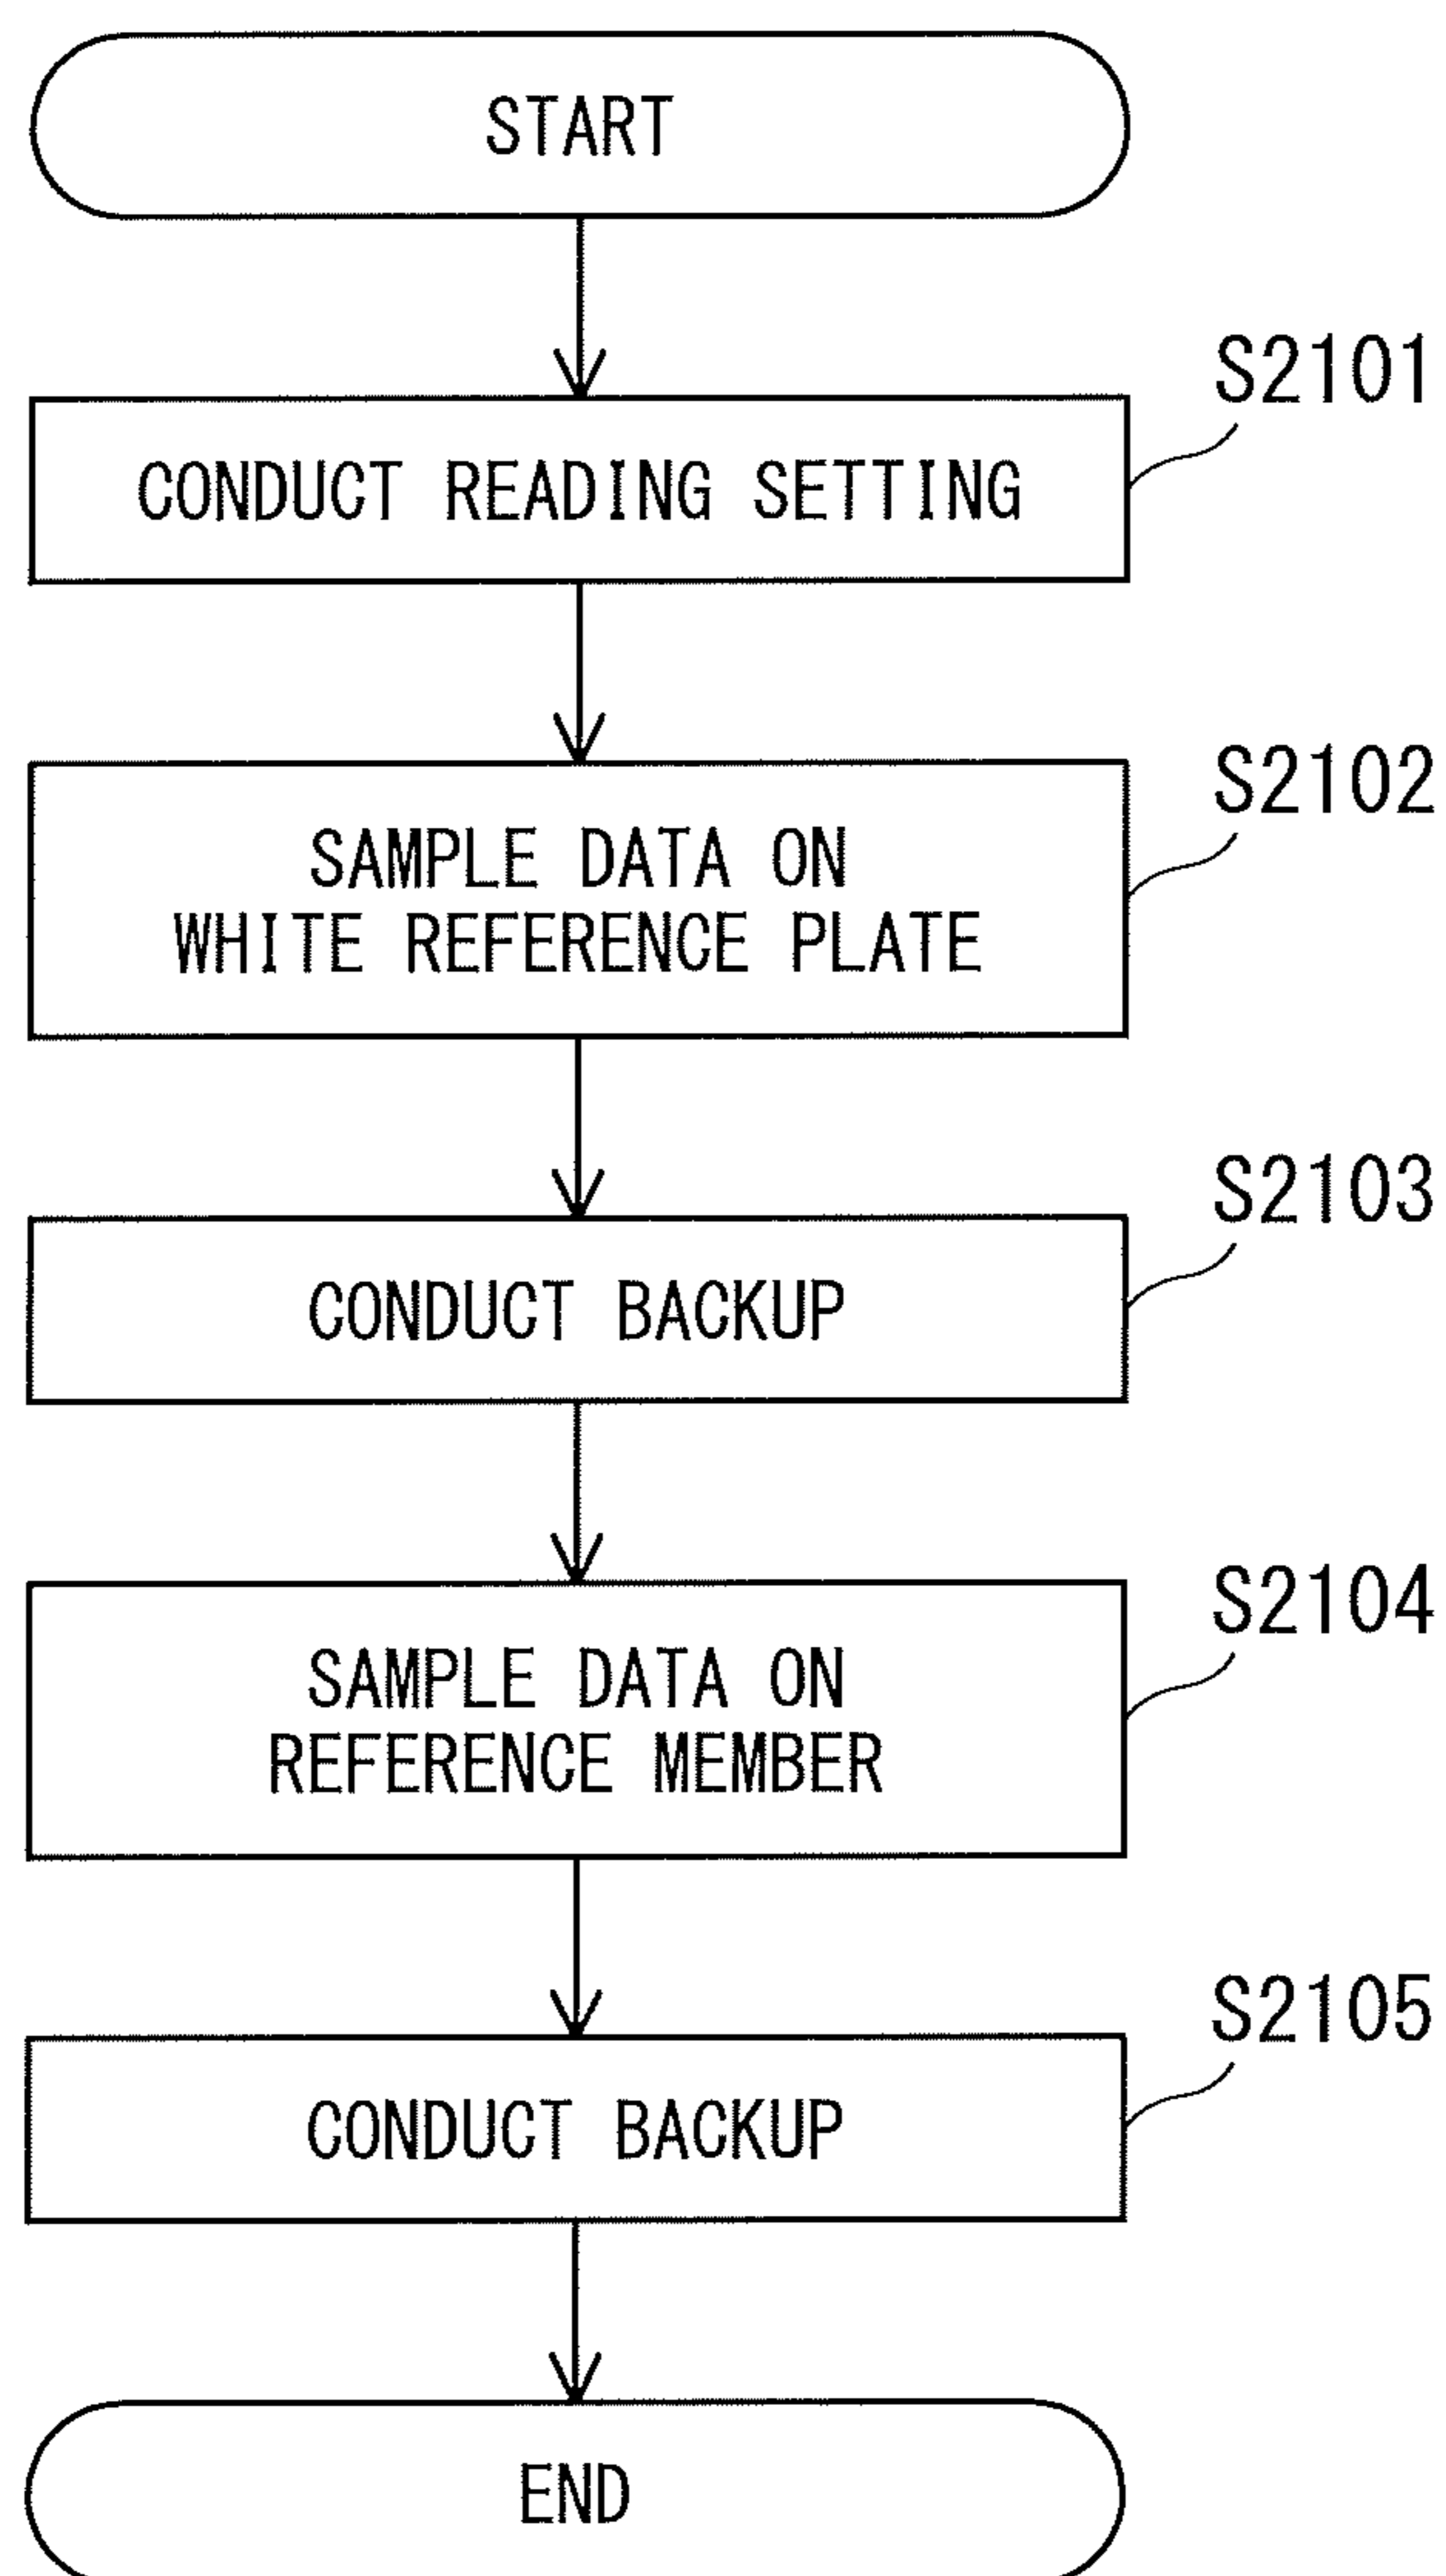 START
S2101
CONDUCT READING SETTING
S2102
SAMPLE DATA ON
WHITE REFERENCE PLATE
S2103
CONDUCT BACKUP
S2104
SAMPLE DATA ON
REFERENCE MEMBER
S2105
CONDUCT BACKUP
END